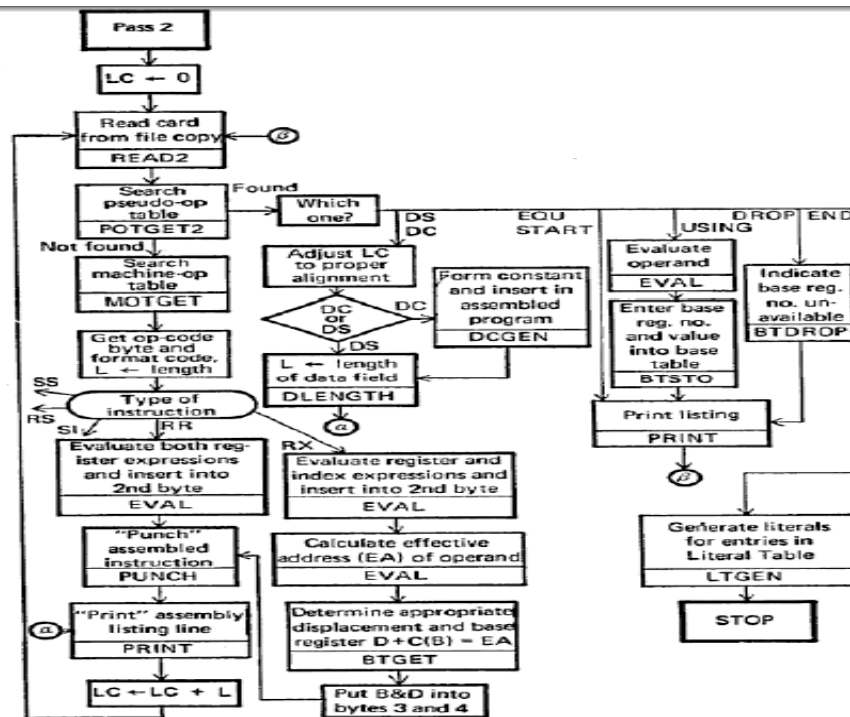 Pass 2
LC ← 0
Read card
from file copy
READ2
β
Search
pseudo-op
table
POTGET2
Found
Which
one?
DS
DC
EQU
START
USING
DROP
END
Not found
Search
machine-op
table
MOTGET
Get op-code
byte and
format code,
L ← length
Type of
instruction
SS
RS
SI
RR
RX
Adjust LC
to proper
alignment
DC
or
DS
DC
DS
Form constant
and insert in
assembled
program
DCGEN
L ← length
of data field
DLENGTH
α
Evaluate
operand
EVAL
Enter base
reg. no.
and value
into base
table
BTSTO
Indicate
base reg.
no. un-
available
BTDROP
Print listing
PRINT
β
Evaluate both reg-
ister expressions
and insert into
2nd byte
EVAL
"Punch"
assembled
instruction
PUNCH
α
"Print" assembly
listing line
PRINT
LC ← LC + L
Evaluate register and
index expressions and
insert into 2nd byte
EVAL
Calculate effective
address (EA) of operand
EVAL
Determine appropriate
displacement and base
register D + C(B) = EA
BTGET
Put B&D into
bytes 3 and 4
Generate literals
for entries in
Literal Table
LTGEN
STOP